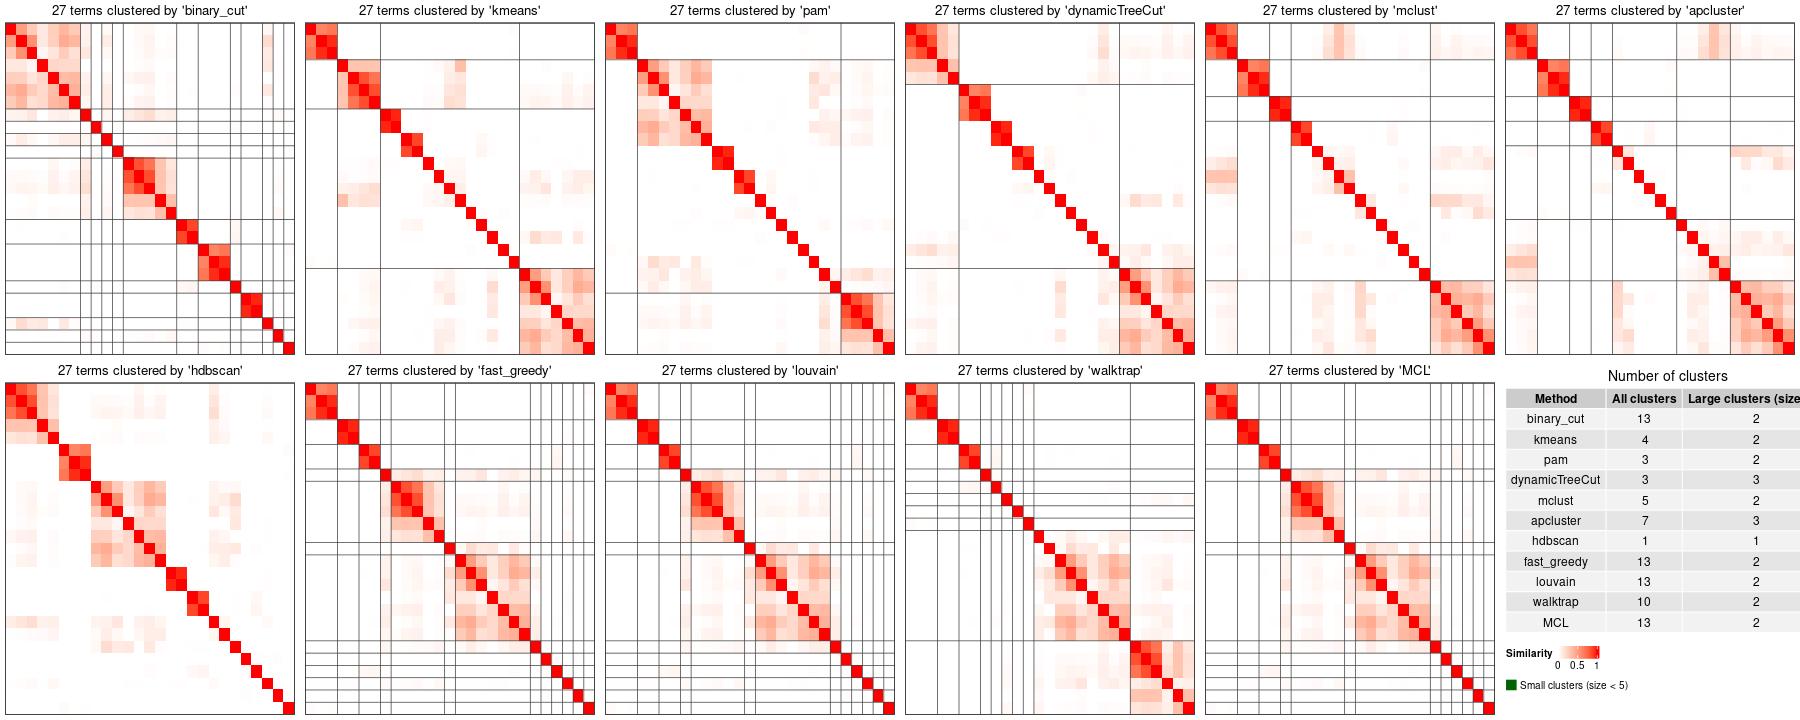 27 terms clustered by 'binary_cut'
27 terms clustered by 'kmeans'
27 terms clustered by 'pam'
27 terms clustered by 'dynamicTreeCut'
27 terms clustered by 'mclust'
27 terms clustered by 'apcluster'
27 terms clustered by 'hdbscan'
27 terms clustered by 'fast_greedy'
27 terms clustered by 'louvain'
27 terms clustered by 'walktrap'
27 terms clustered by 'MCL'
Number of clusters
Method All clusters Large clusters (size
binary_cut 13 2
kmeans 4 2
pam 3 2
dynamicTreeCut 3 3
mclust 5 2
apcluster 7 3
hdbscan 1 1
fast_greedy 13 2
louvain 13 2
walktrap 10 2
MCL 13 2
Similarity
0 0.5 1
Small clusters (size < 5)